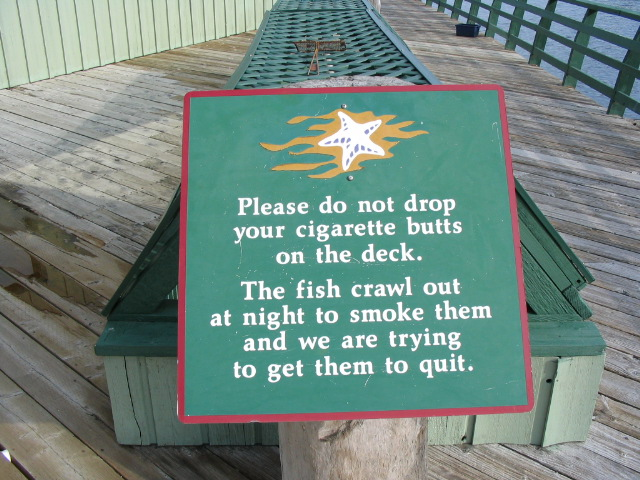 Please do not drop
your cigarette butts
on the deck.
The fish crawl out
at night to smoke them
and we are trying
to get them to quit.